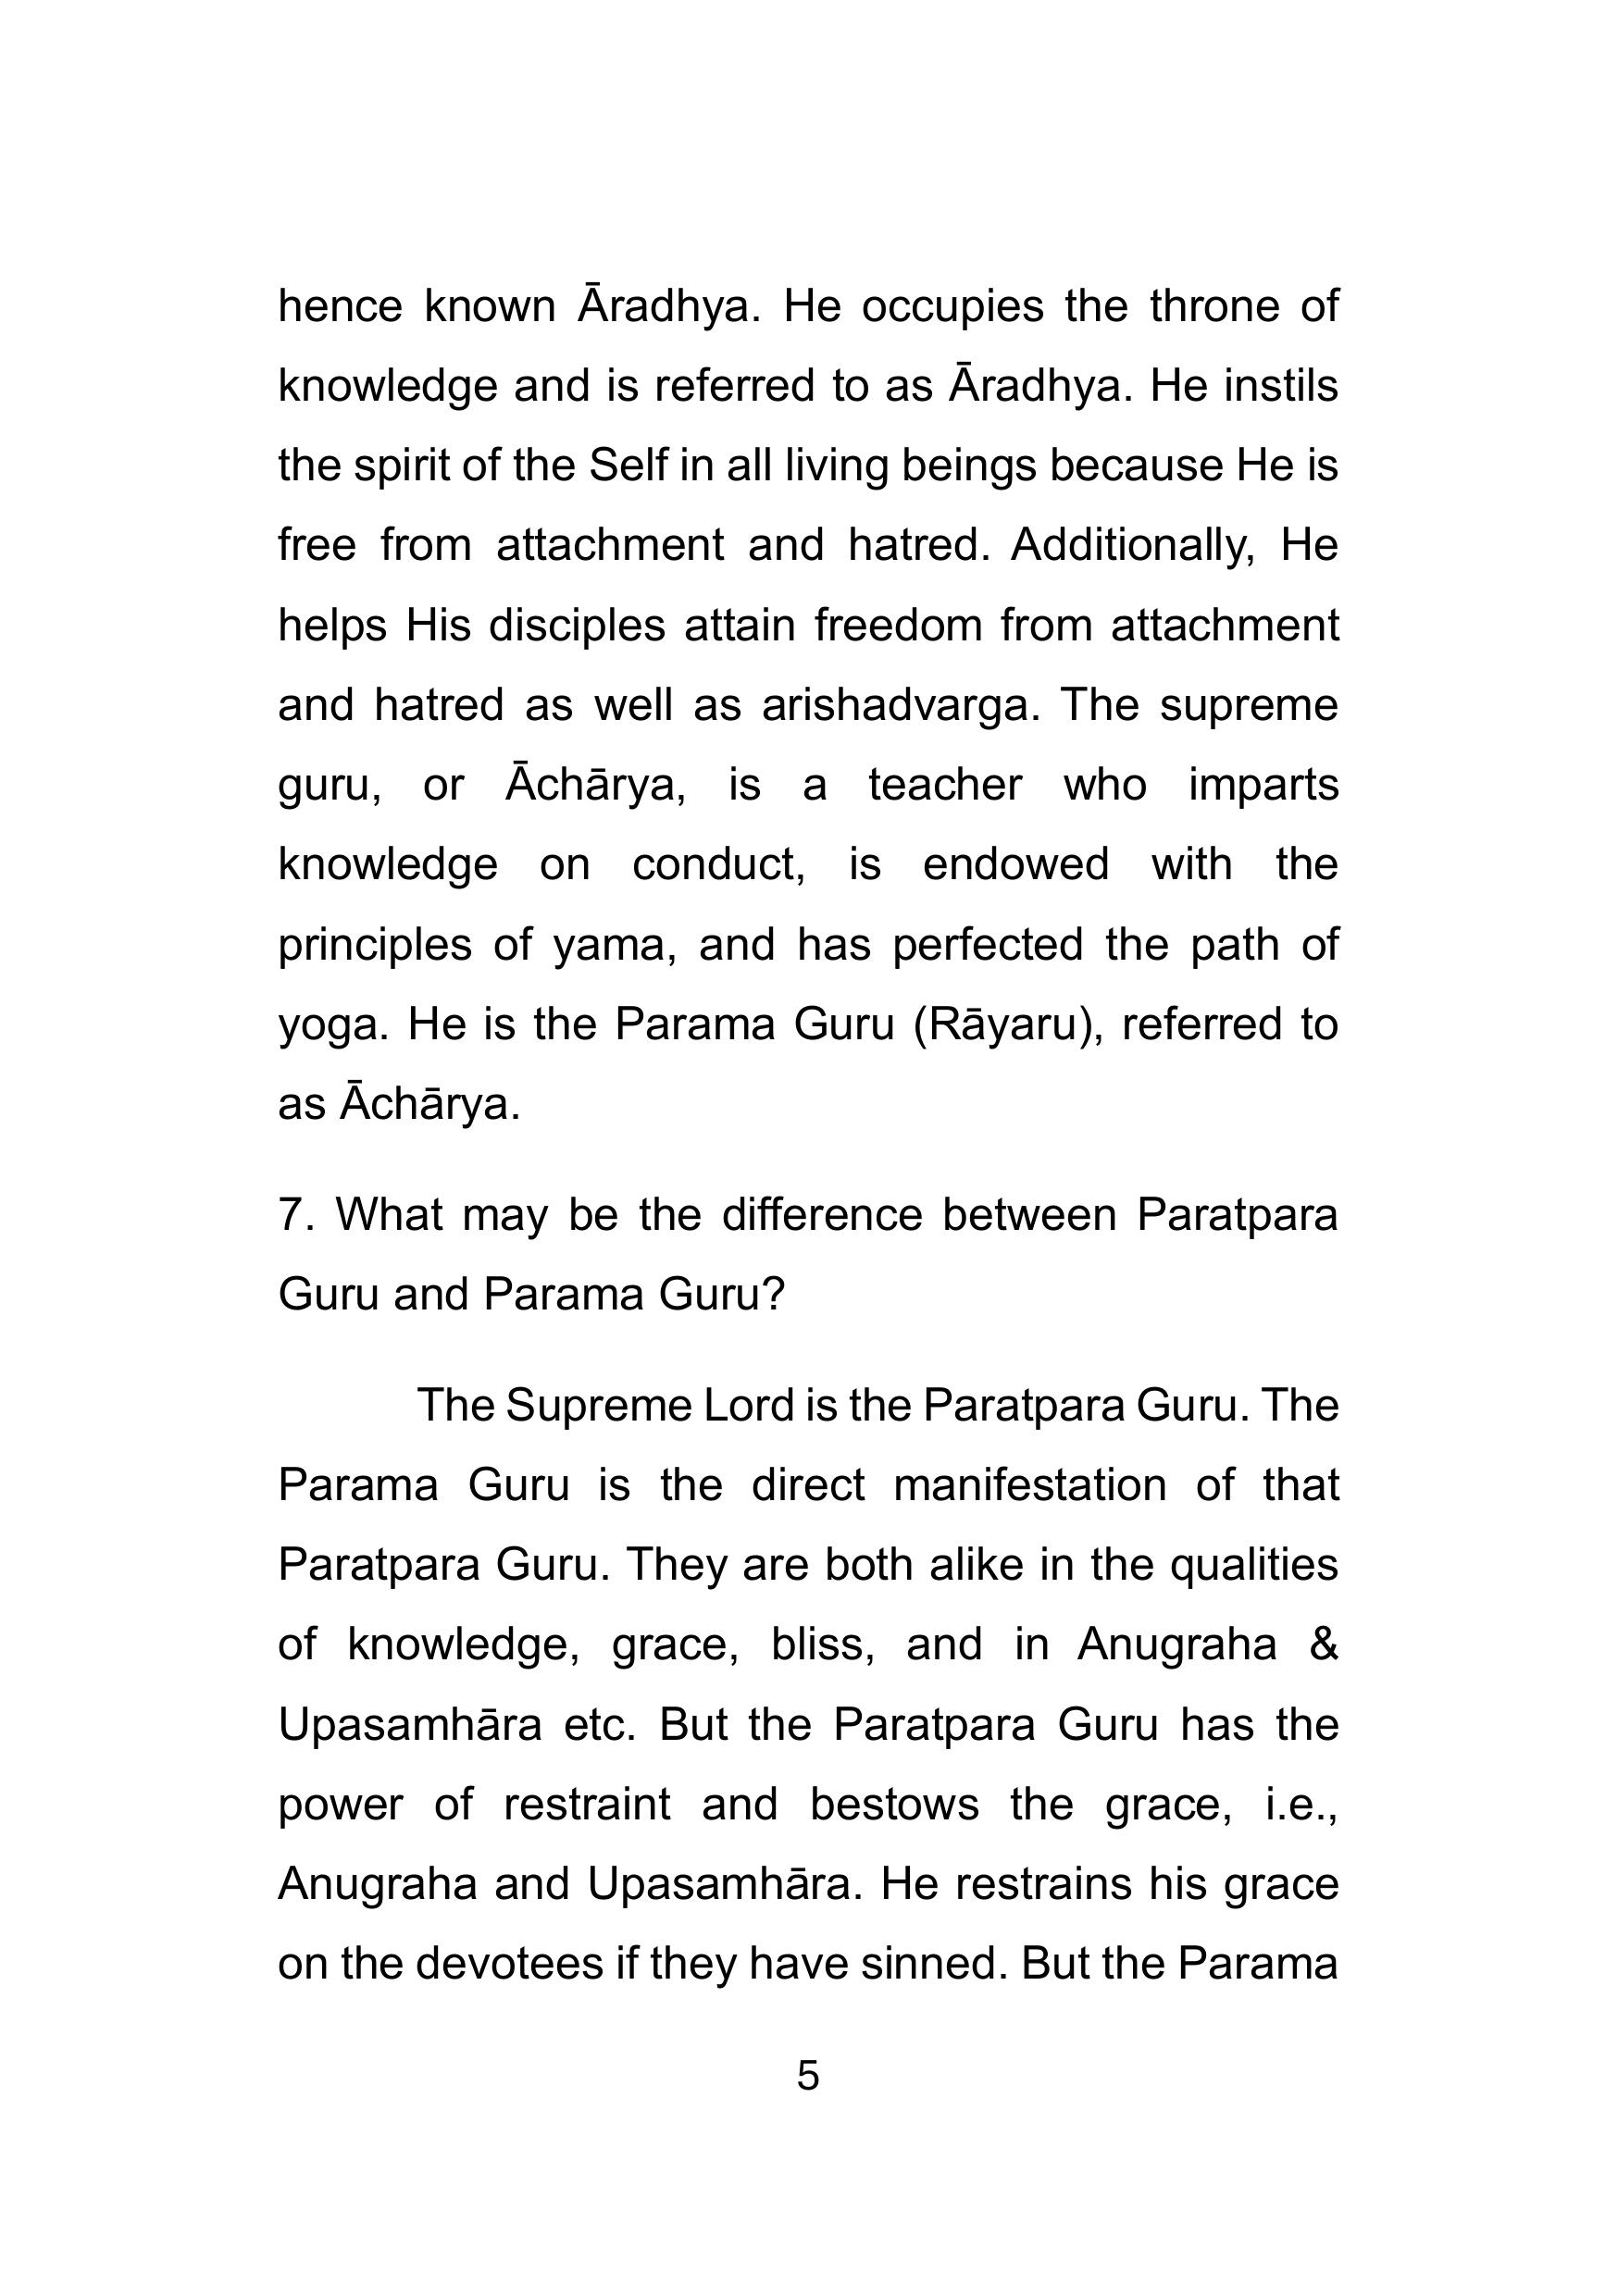 hence known Āradhya. He occupies the throne of
knowledge and is referred to as Āradhya. He instils
the spirit of the Self in all living beings because He is
free from attachment and hatred. Additionally, He
helps His disciples attain freedom from attachment
and hatred as well as arishadvarga. The supreme
guru, or Āchārya, is a teacher who imparts
knowledge on conduct, is endowed with the
principles of yama, and has perfected the path of
yoga. He is the Parama Guru (Rāyaru), referred to
as Āchārya.
7. What may be the difference between Paratpara
Guru and Parama Guru?
The Supreme Lord is the Paratpara Guru. The
Parama Guru is the direct manifestation of that
Paratpara Guru. They are both alike in the qualities
of knowledge, grace, bliss, and in Anugraha &
Upasamhāra etc. But the Paratpara Guru has the
power of restraint and bestows the grace, i.e.,
Anugraha and Upasamhāra. He restrains his grace
on the devotees if they have sinned. But the Parama
5